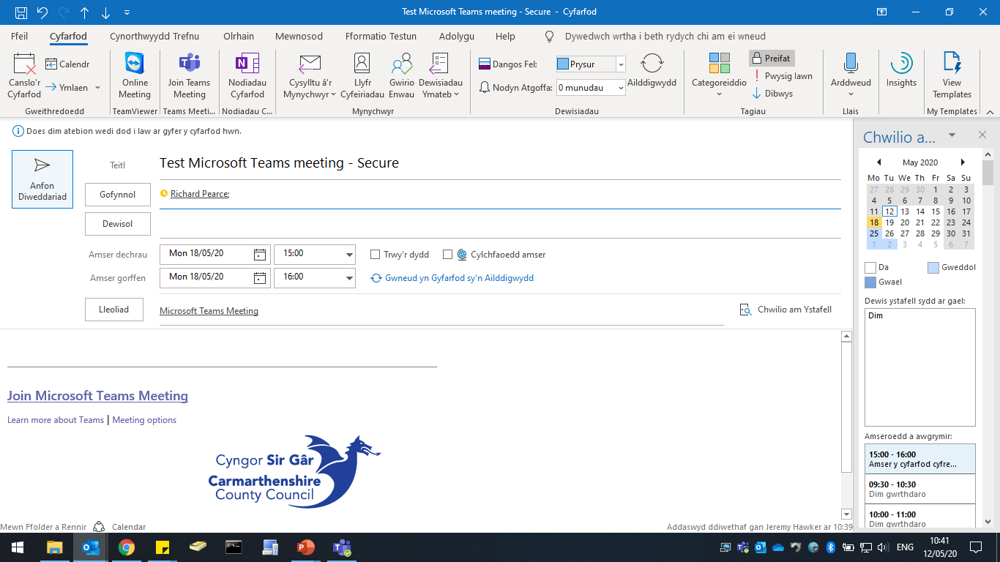 Test Microsoft Teams meeting - Secure - Cyfarfod
Ffeil Cyfarfod Cynorthwyydd Trefnu Olrhain Mewnosod Fformatio Testun Adolygu Help Dywedwch wrtha i beth rydych chi am ei wneud
Canslo'r Cyfarfod
Calendr
Ymlaen
Gweithredoedd
Online Meeting
TeamViewer
Join Teams Meeting
Teams Meeti...
Nodiadau Cyfarfod
Nodiadau C...
Cysylltu â'r Mynychwyr
Llyfr Cyfeiriadau
Gwirio Enwau
Dewisiadau Ymateb
Mynychwyr
Dangos Fel: Prysur
Nodyn Atgoffa: 0 munudau
Ailddigwydd
Dewisiadau
Categoreiddio
Preifat
Pwysig Iawn
Dibwys
Tagiau
Arddweud
Llais
Insights
View Templates
My Templates
Does dim atebion wedi dod i law ar gyfer y cyfarfod hwn.
Anfon Diweddariad
Teitl Test Microsoft Teams meeting - Secure
Gofynnol Richard Pearce;
Dewisol
Amser dechrau Mon 18/05/20 15:00 Trwy'r dydd Cylchfaoedd amser
Amser gorffen Mon 18/05/20 16:00 Gwneud yn Gyfarfod sy'n Ailddigwydd
Lleoliad Microsoft Teams Meeting Chwilio am Ystafell
Join Microsoft Teams Meeting
Learn more about Teams | Meeting options
Cyngor Sir Gâr
Carmarthenshire
County Council
Mewn Ffolder a Rennir Calendar
Addaswyd ddiwethaf gan Jeremy Hawker ar 10:39
Chwilio a...
May 2020
Mo Tu We Th Fr Sa Su
27 28 29 30 1 2 3
4 5 6 7 8 9 10
11 12 13 14 15 16 17
18 19 20 21 22 23 24
25 26 27 28 29 30 31
1 2 3 4 5 6 7
Da Gweddol
Gwael
Dewis ystafell sydd ar gael:
Dim
Amseroedd a awgrymir:
15:00 - 16:00
Amser y cyfarfod cyfre...
09:30 - 10:30
Dim gwrthdaro
10:00 - 11:00
Dim gwrthdaro
ENG
10:41
12/05/20